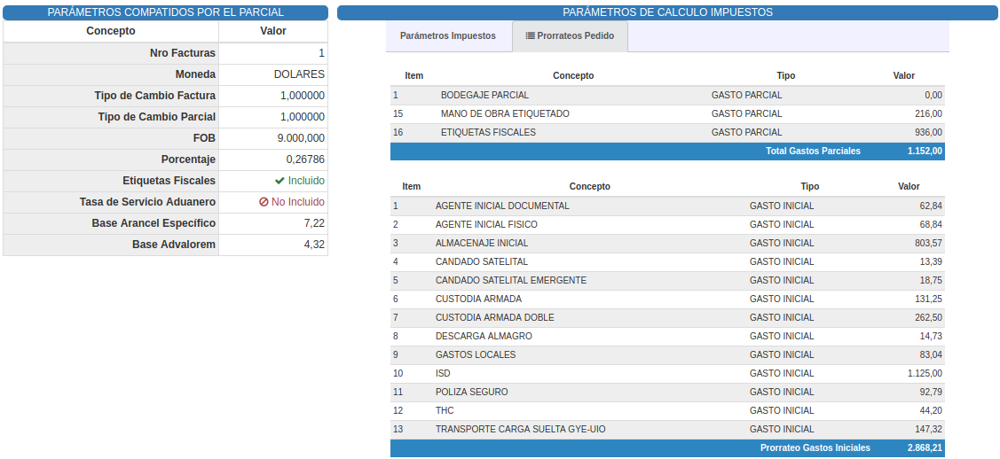 PARÁMETROS COMPATIDOS POR EL PARCIAL
Concepto Valor
Nro Facturas 1
Moneda DOLARES
Tipo de Cambio Factura 1,000000
Tipo de Cambio Parcial 1,000000
FOB 9.000,000
Porcentaje 0,26786
Etiquetas Fiscales Incluido
Tasa de Servicio Aduanero No Incluido
Base Arancel Específico 7,22
Base Advalorem 4,32
PARÁMETROS DE CALCULO IMPUESTOS
Parámetros Impuestos Prorrateos Pedido
Item Concepto Tipo Valor
1 BODEGAJE PARCIAL GASTO PARCIAL 0,00
15 MANO DE OBRA ETIQUETADO GASTO PARCIAL 216,00
16 ETIQUETAS FISCALES GASTO PARCIAL 936,00
Total Gastos Parciales 1.152,00
Item Concepto Tipo Valor
1 AGENTE INICIAL DOCUMENTAL GASTO INICIAL 62,84
2 AGENTE INICIAL FISICO GASTO INICIAL 68,84
3 ALMACENAJE INICIAL GASTO INICIAL 803,57
4 CANDADO SATELITAL GASTO INICIAL 13,39
5 CANDADO SATELITAL EMERGENTE GASTO INICIAL 18,75
6 CUSTODIA ARMADA GASTO INICIAL 131,25
7 CUSTODIA ARMADA DOBLE GASTO INICIAL 262,50
8 DESCARGA ALMAGRO GASTO INICIAL 14,73
9 GASTOS LOCALES GASTO INICIAL 83,04
10 ISD GASTO INICIAL 1.125,00
11 POLIZA SEGURO GASTO INICIAL 92,79
12 THC GASTO INICIAL 44,20
13 TRANSPORTE CARGA SUELTA GYE-UIO GASTO INICIAL 147,32
Prorrateo Gastos Iniciales 2.868,21